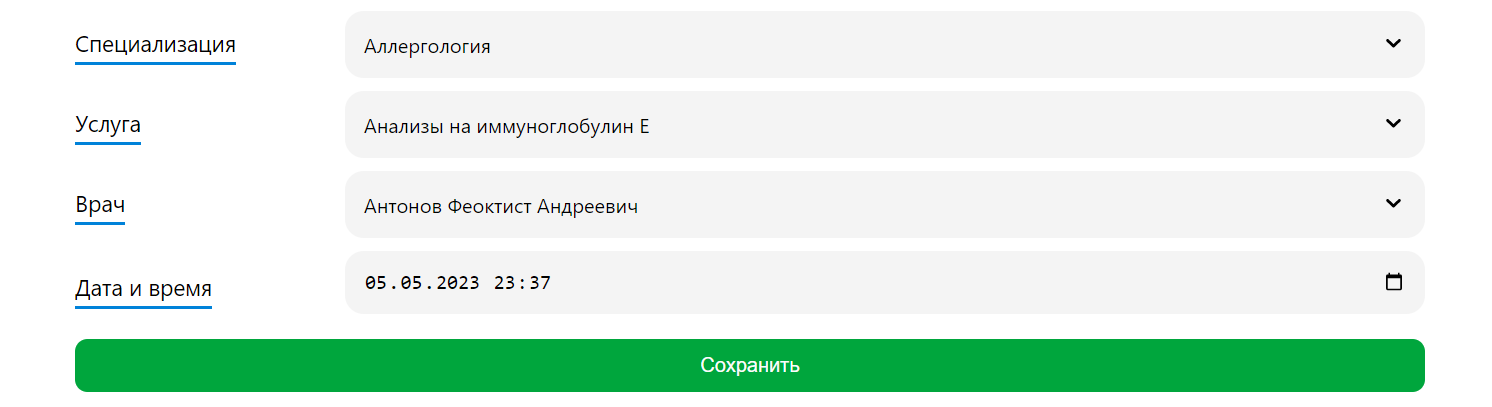 Специализация
Аллергология
Услуга
Анализы на иммуноглобулин Е
Врач
Антонов Феоктист Андреевич
Дата и время
05.05.2023 23:37
Сохранить